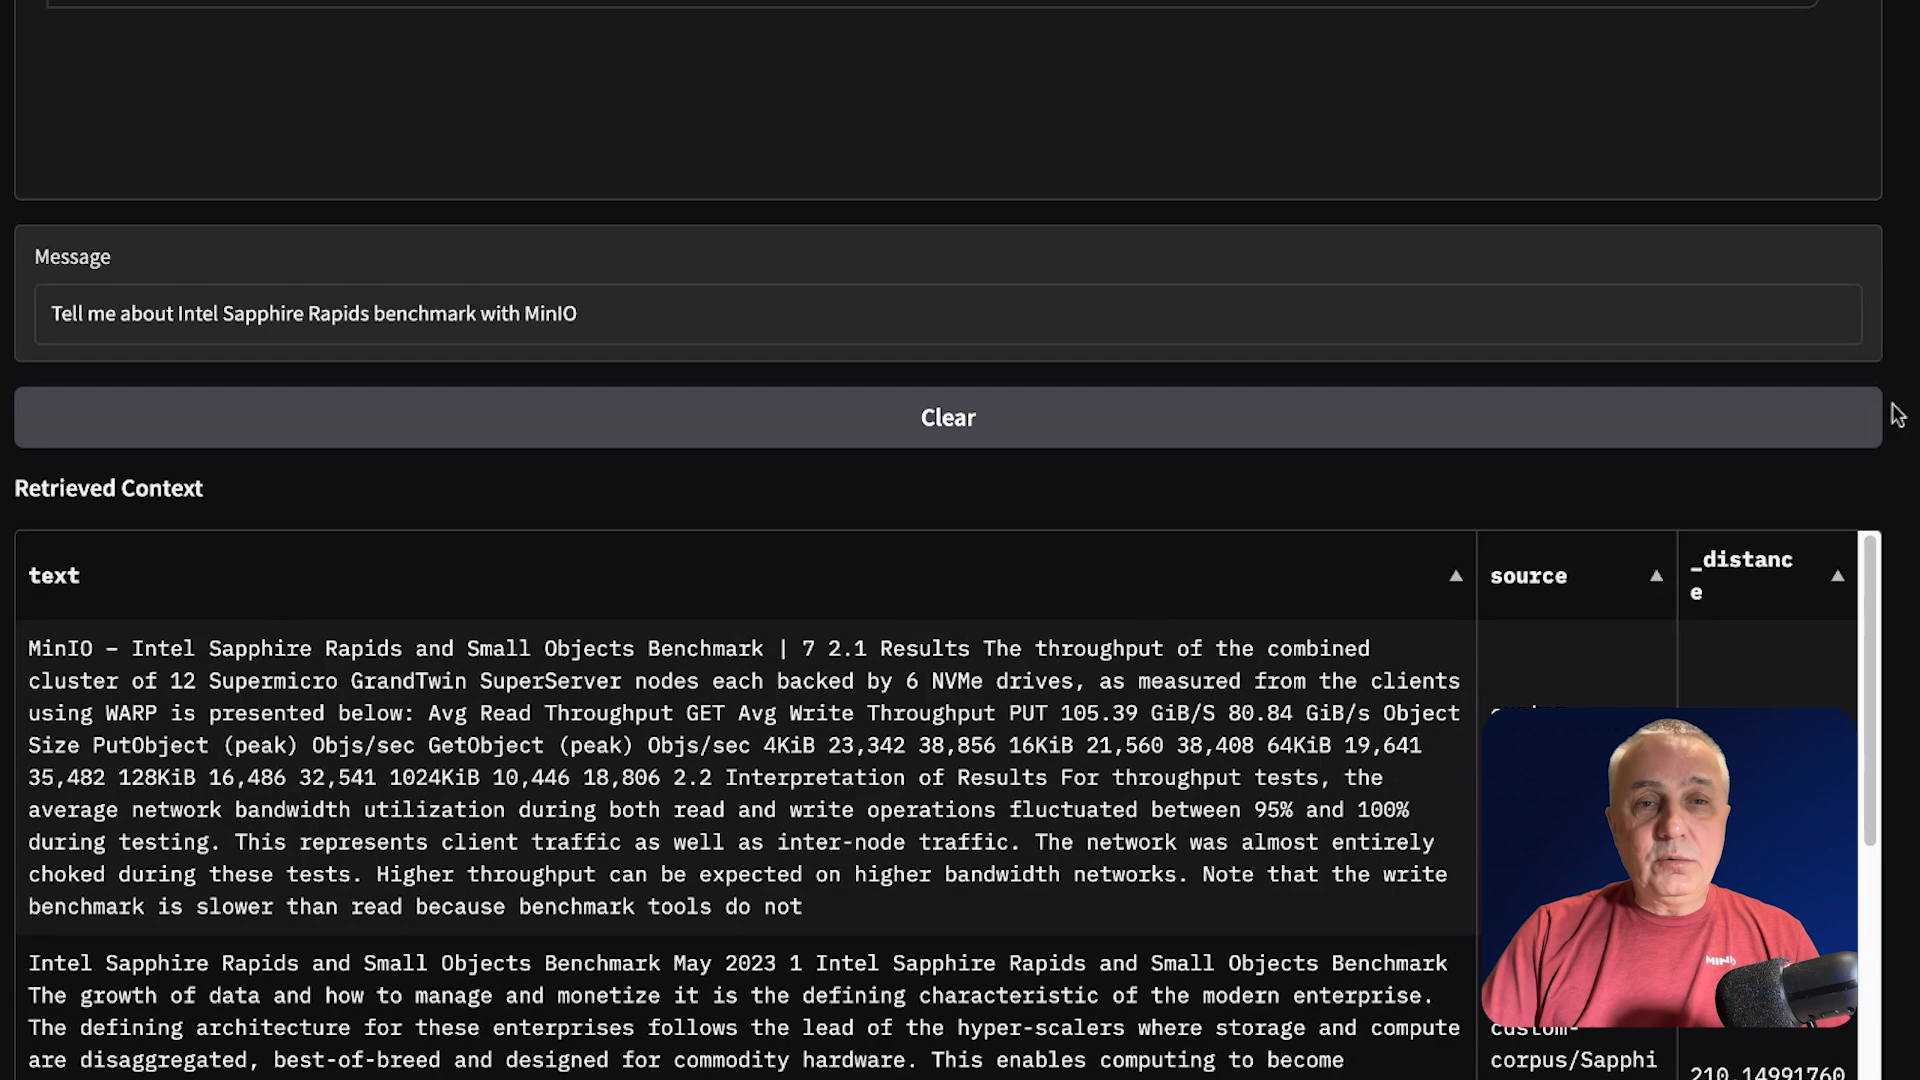 Message
Tell me about Intel Sapphire Rapids benchmark with MinIO
Clear
Retrieved Context
text
source
_distanc
e
MinIO – Intel Sapphire Rapids and Small Objects Benchmark | 7 2.1 Results The throughput of the combined
cluster of 12 Supermicro GrandTwin SuperServer nodes each backed by 6 NVMe drives, as measured from the clients
using WARP is presented below: Avg Read Throughput GET Avg Write Throughput PUT 105.39 GiB/S 80.84 GiB/s Object
Size PutObject (peak) Objs/sec GetObject (peak) Objs/sec 4KiB 23,342 38,856 16KiB 21,560 38,408 64KiB 19,641
35,482 128KiB 16,486 32,541 1024KiB 10,446 18,806 2.2 Interpretation of Results For throughput tests, the
average network bandwidth utilization during both read and write operations fluctuated between 95% and 100%
during testing. This represents client traffic as well as inter-node traffic. The network was almost entirely
choked during these tests. Higher throughput can be expected on higher bandwidth networks. Note that the write
benchmark is slower than read because benchmark tools do not
Intel Sapphire Rapids and Small Objects Benchmark May 2023 1 Intel Sapphire Rapids and Small Objects Benchmark
The growth of data and how to manage and monetize it is the defining characteristic of the modern enterprise.
The defining architecture for these enterprises follows the lead of the hyper-scalers where storage and compute
are disaggregated, best-of-breed and designed for commodity hardware. This enables computing to become
custom-
corpus/Sapphi
210.14991760